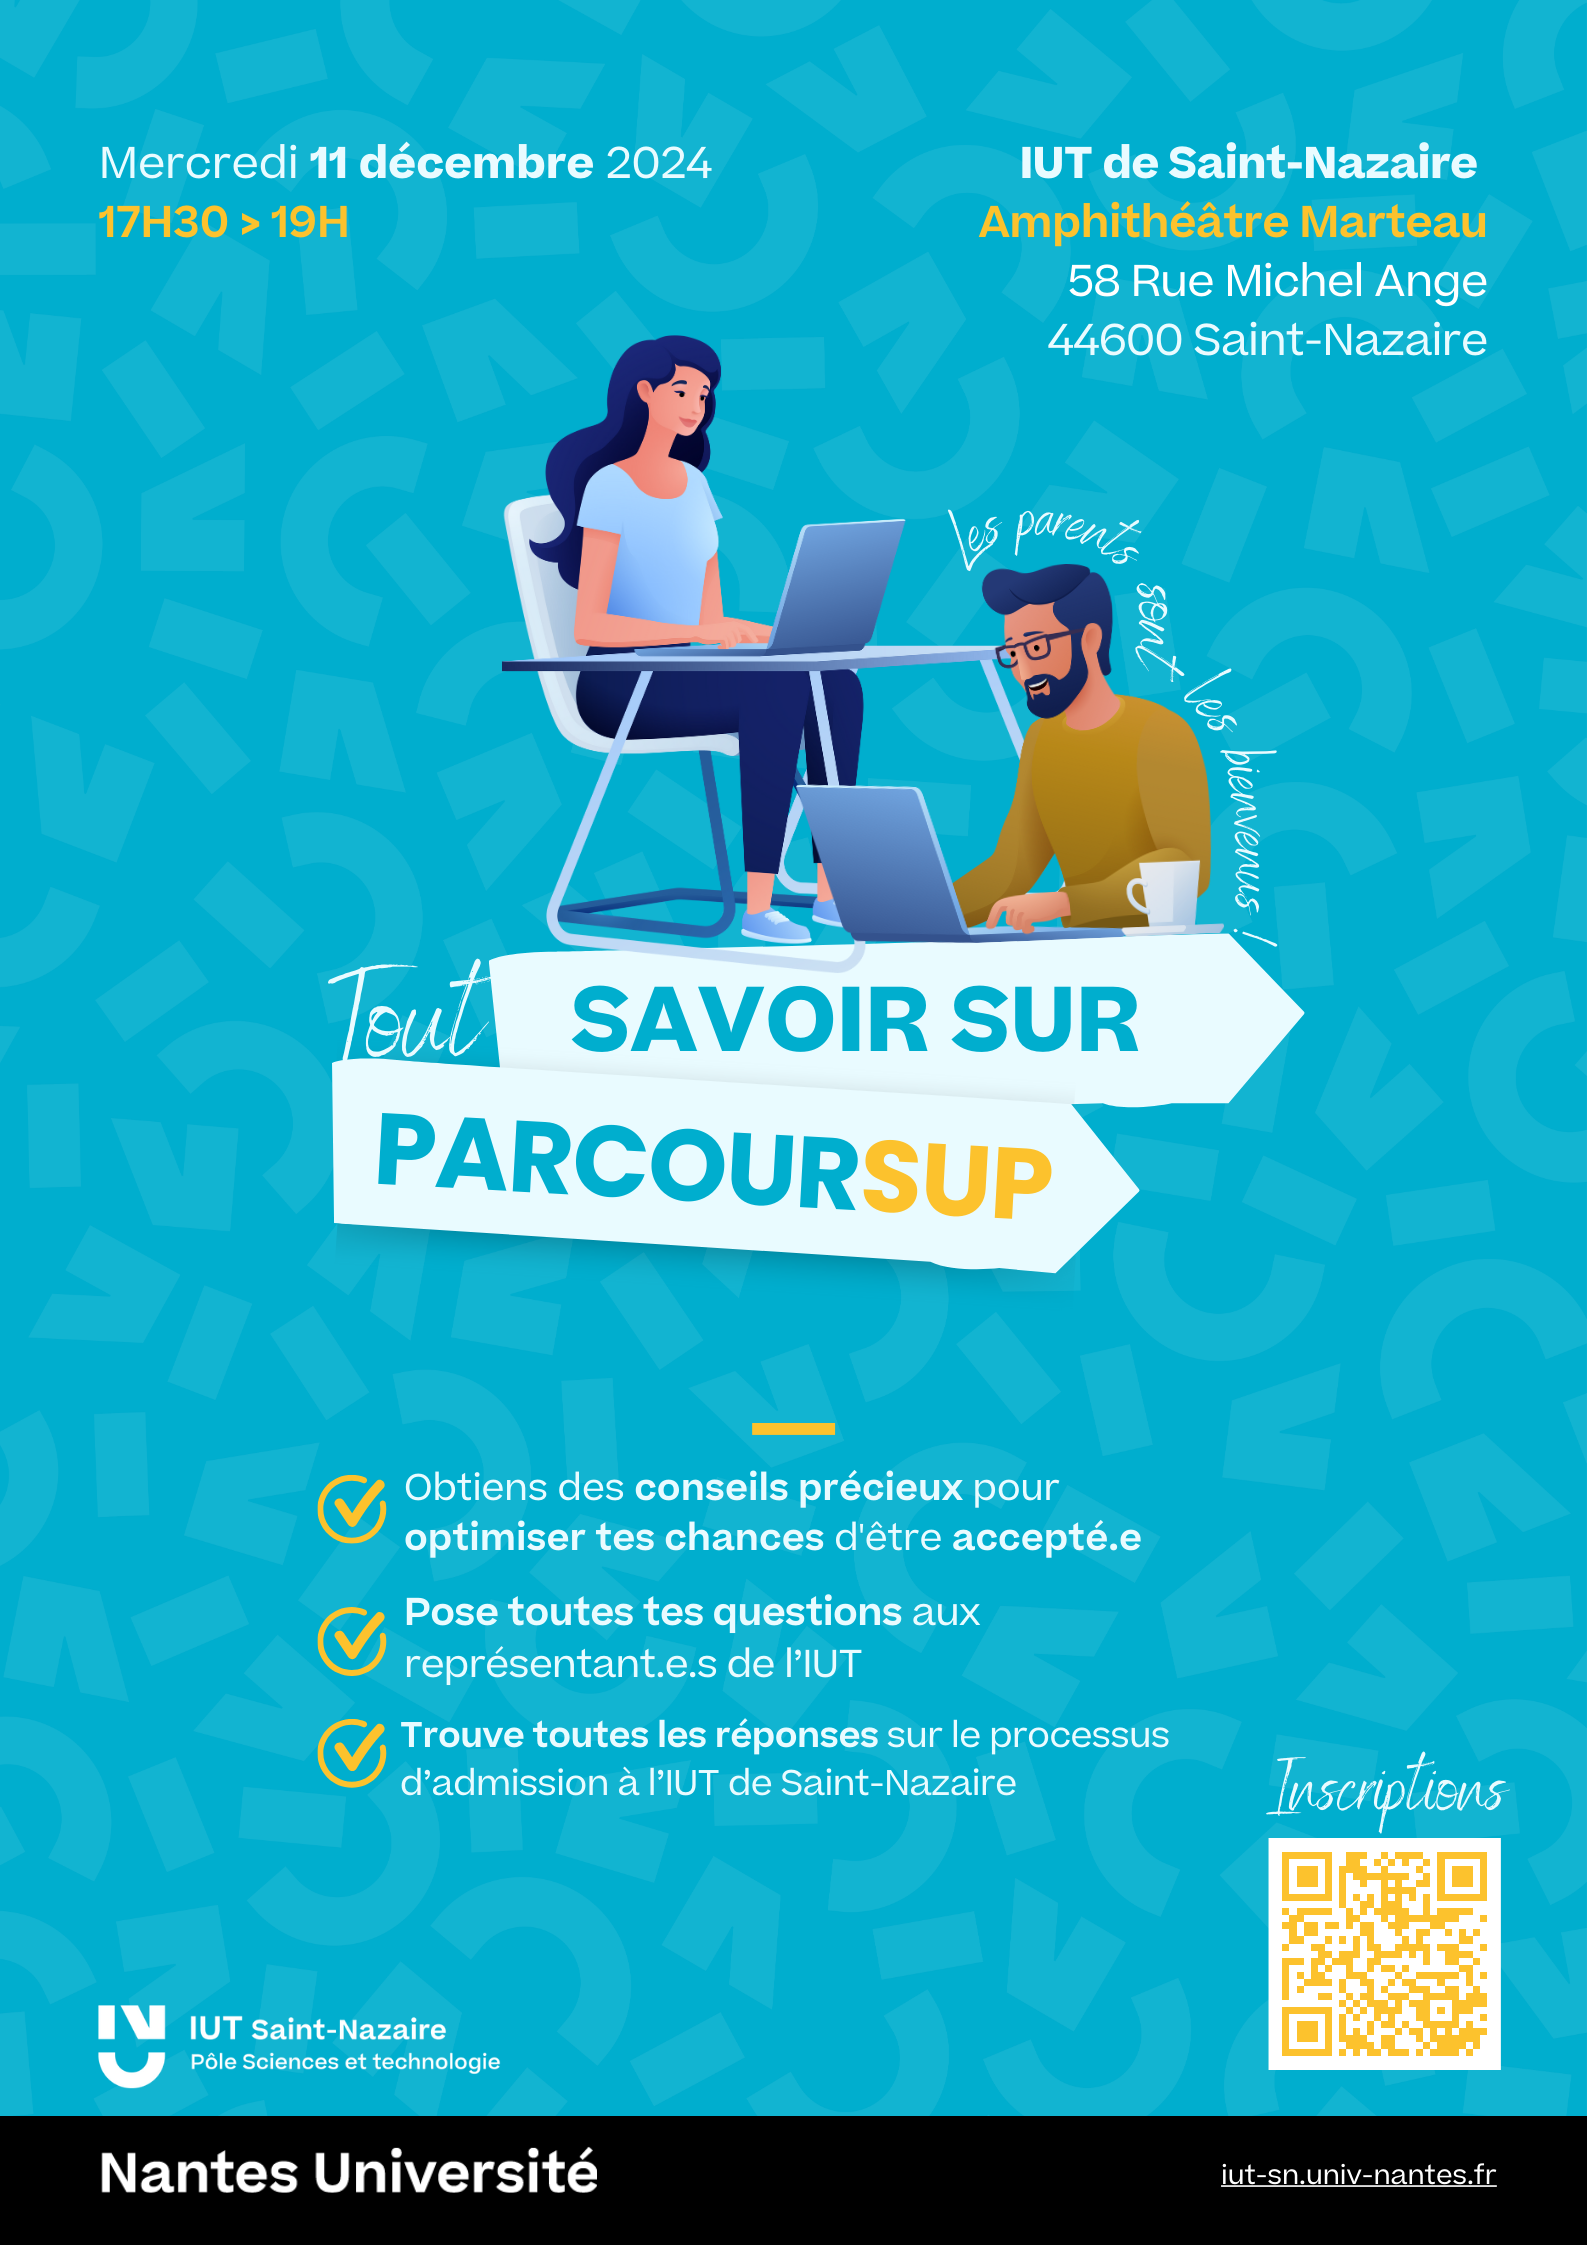 Mercredi 11 décembre 2024
17H30 > 19H
IUT de Saint-Nazaire
Amphithéâtre Marteau
58 Rue Michel Ange
44600 Saint-Nazaire
Les parents sont les bienvenus !
Tout
SAVOIR SUR
PARCOURSUP
Obtiens des conseils précieux pour
optimiser tes chances d'être accepté.e
Pose toutes tes questions aux
représentant.e.s de l’IUT
Trouve toutes les réponses sur le processus
d’admission à l’IUT de Saint-Nazaire
Inscriptions
IUT Saint-Nazaire
Pôle Sciences et technologie
Nantes Université
iut-sn.univ-nantes.fr